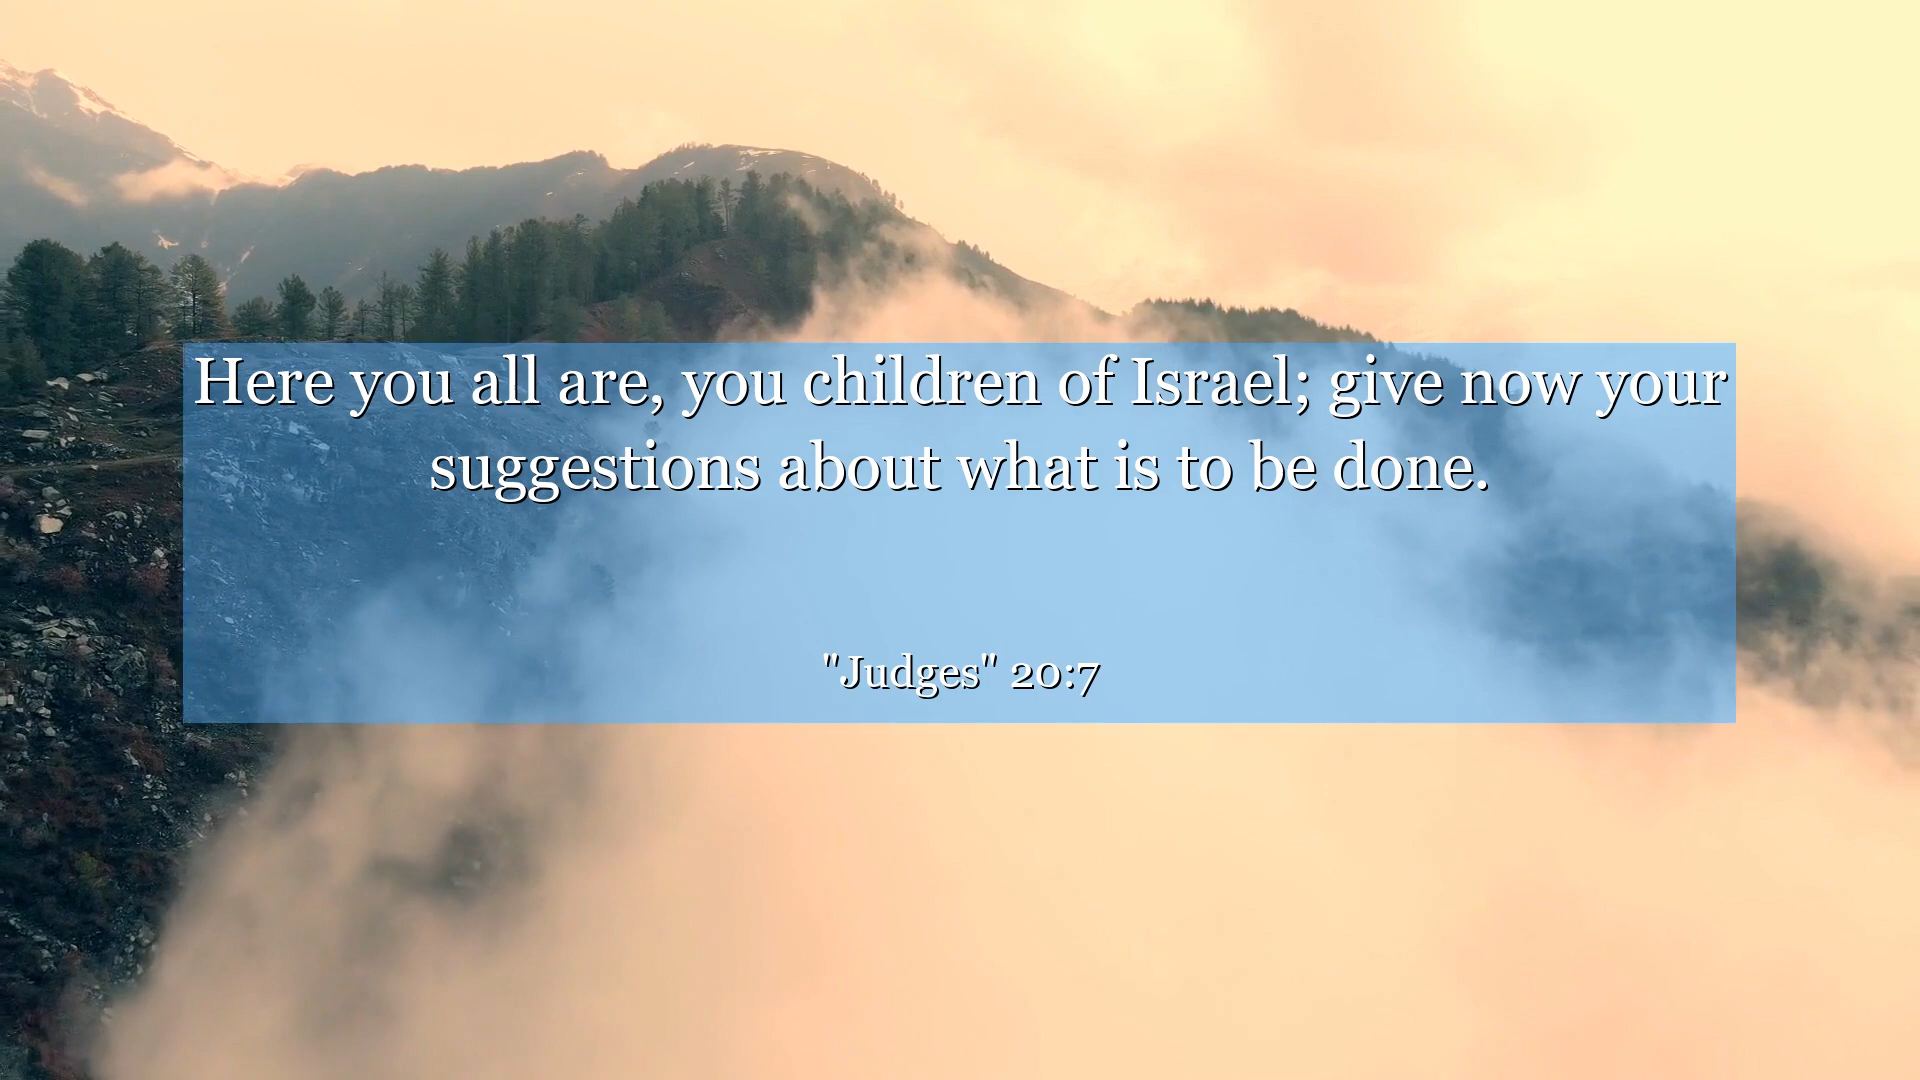 Here you all are, you children of Israel; give now your
suggestions about what is to be done.
"Judges" 20:7